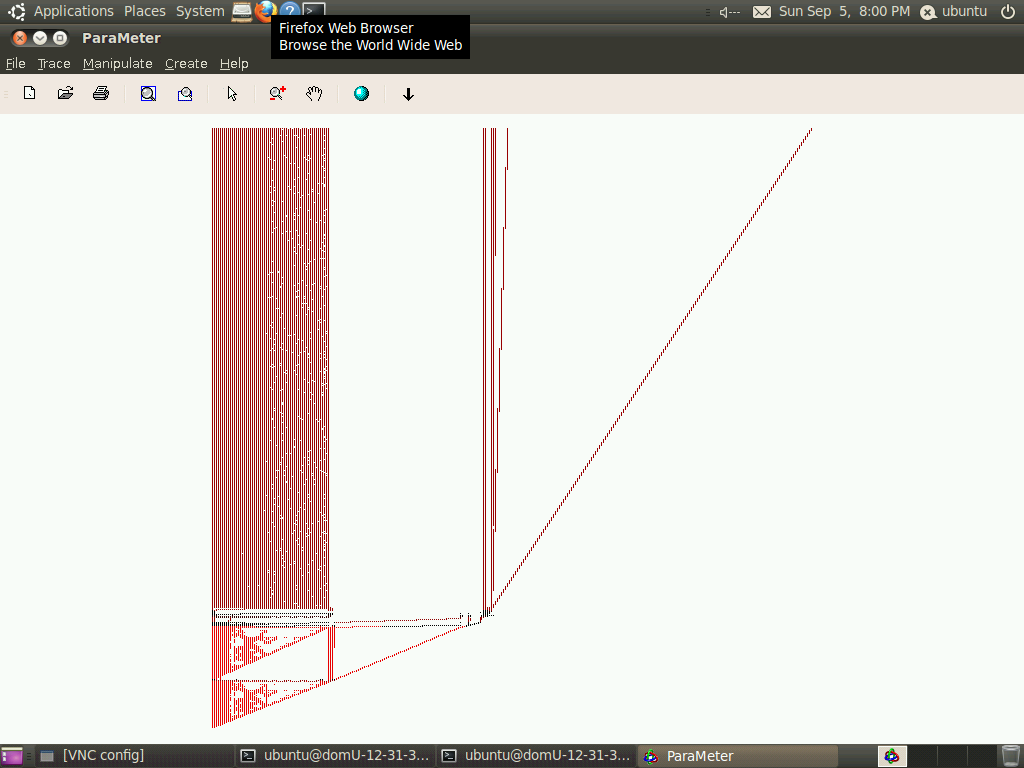 Applications Places System
Sun Sep 5, 8:00 PM ubuntu
Firefox Web Browser
Browse the World Wide Web
ParaMeter
File Trace Manipulate Create Help
[VNC config] ubuntu@domU-12-31-3... ubuntu@domU-12-31-3... ParaMeter